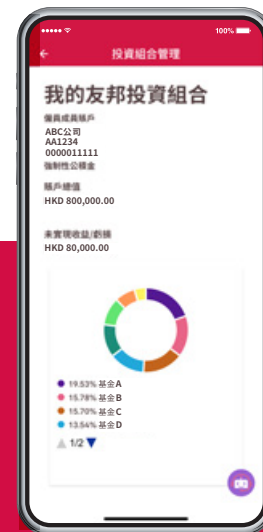 100%
投資組合管理
我的友邦投資組合
僱員成員賬戶
ABC公司
AA1234
0000011111
強制性公積金
賬戶總值
HKD 800,000.00
未實現收益/虧損
HKD 80,000.00
19.53% 基金A
15.78% 基金B
15.70% 基金C
13.54% 基金D
1/2